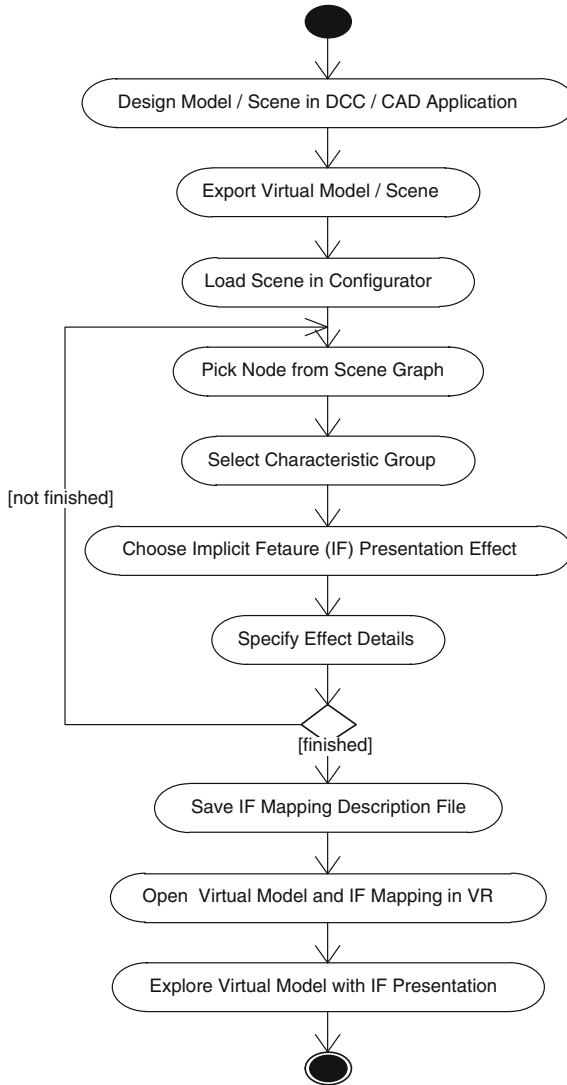 Design Model / Scene in DCC / CAD Application
Export Virtual Model / Scene
Load Scene in Configurator
Pick Node from Scene Graph
Select Characteristic Group
[not finished]
Choose Implicit Fetaure (IF) Presentation Effect
Specify Effect Details
[finished]
Save IF Mapping Description File
Open Virtual Model and IF Mapping in VR
Explore Virtual Model with IF Presentation